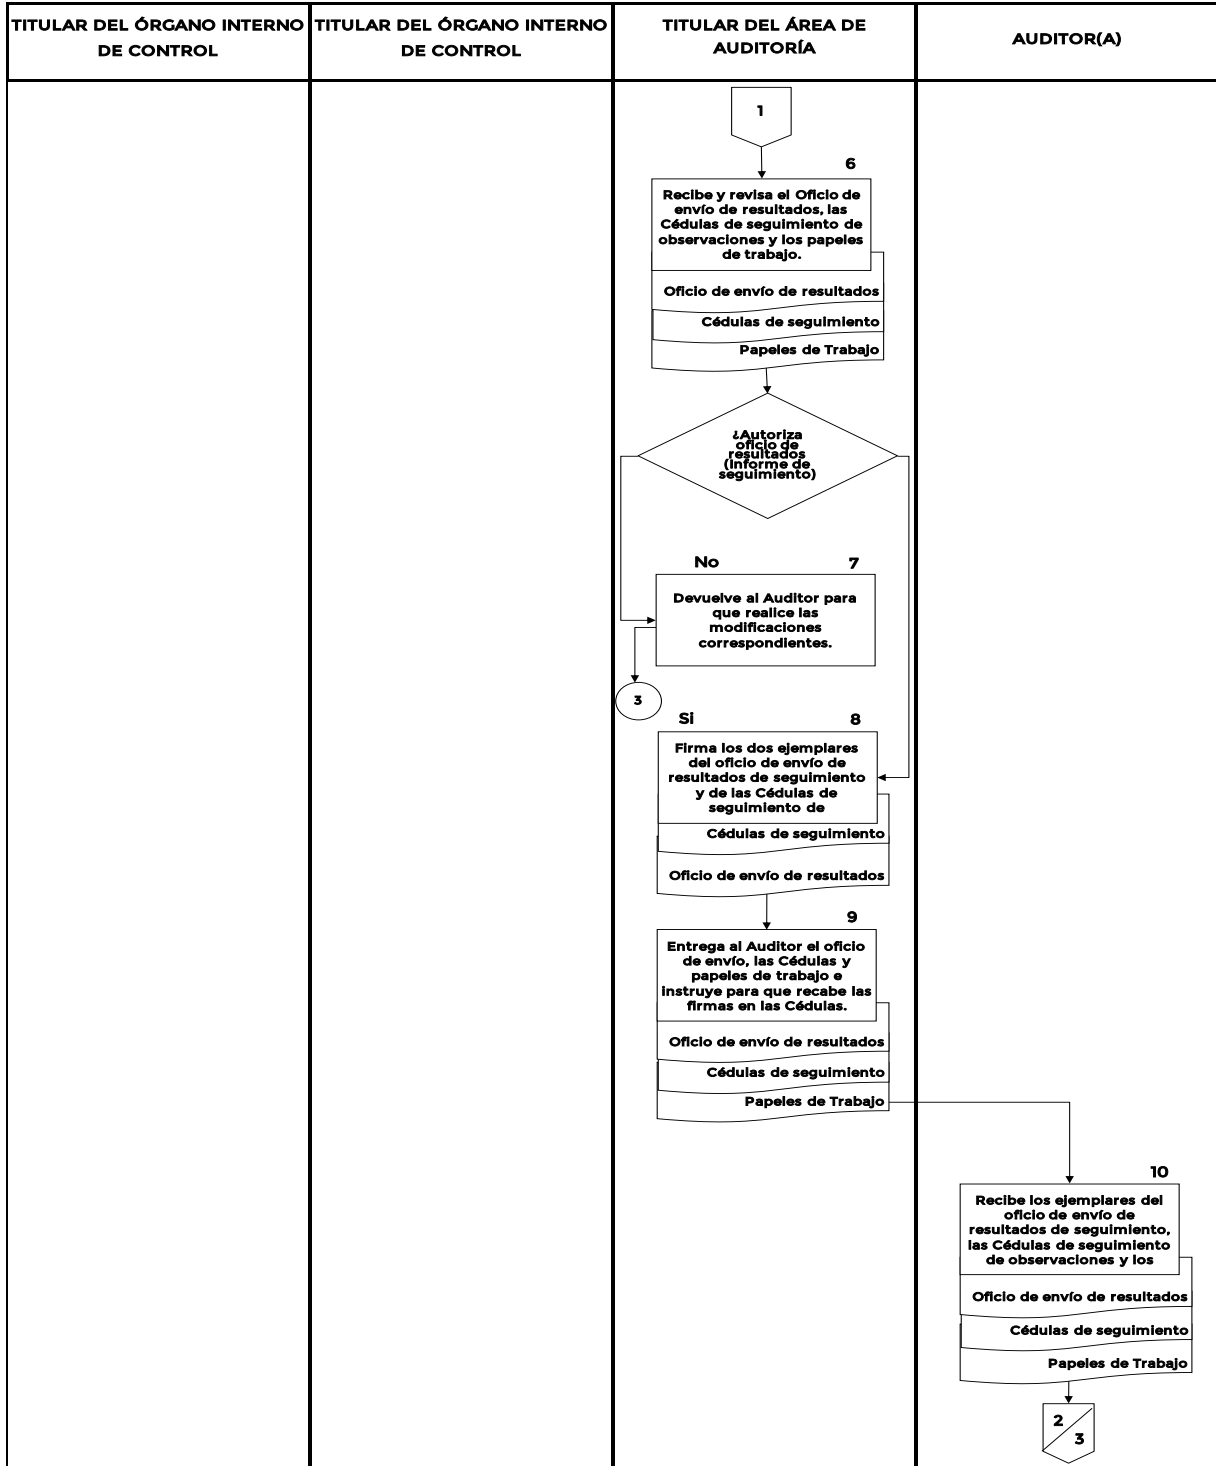 TITULAR DEL ÓRGANO INTERNO
DE CONTROL
TITULAR DEL ÓRGANO INTERNO
DE CONTROL
TITULAR DEL ÁREA DE
AUDITORÍA
AUDITOR(A)
1
6
Recibe y revisa el Oficio de
envío de resultados, las
Cédulas de seguimiento de
observaciones y los papeles
de trabajo.
Oficio de envío de resultados
Cédulas de seguimiento
Papeles de Trabajo
¿Autoriza
oficio de
resultados
(informe de
seguimiento)
No
7
Devuelve al Auditor para
que realice las
modificaciones
correspondientes.
3
Si
8
Firma los dos ejemplares
del oficio de envío de
resultados de seguimiento
y de las Cédulas de
seguimiento de
Cédulas de seguimiento
Oficio de envío de resultados
9
Entrega al Auditor el oficio
de envío, las Cédulas y
papeles de trabajo e
instruye para que recabe las
firmas en las Cédulas.
Oficio de envío de resultados
Cédulas de seguimiento
Papeles de Trabajo
10
Recibe los ejemplares del
oficio de envío de
resultados de seguimiento,
las Cédulas de seguimiento
de observaciones y los
Oficio de envío de resultados
Cédulas de seguimiento
Papeles de Trabajo
2
3